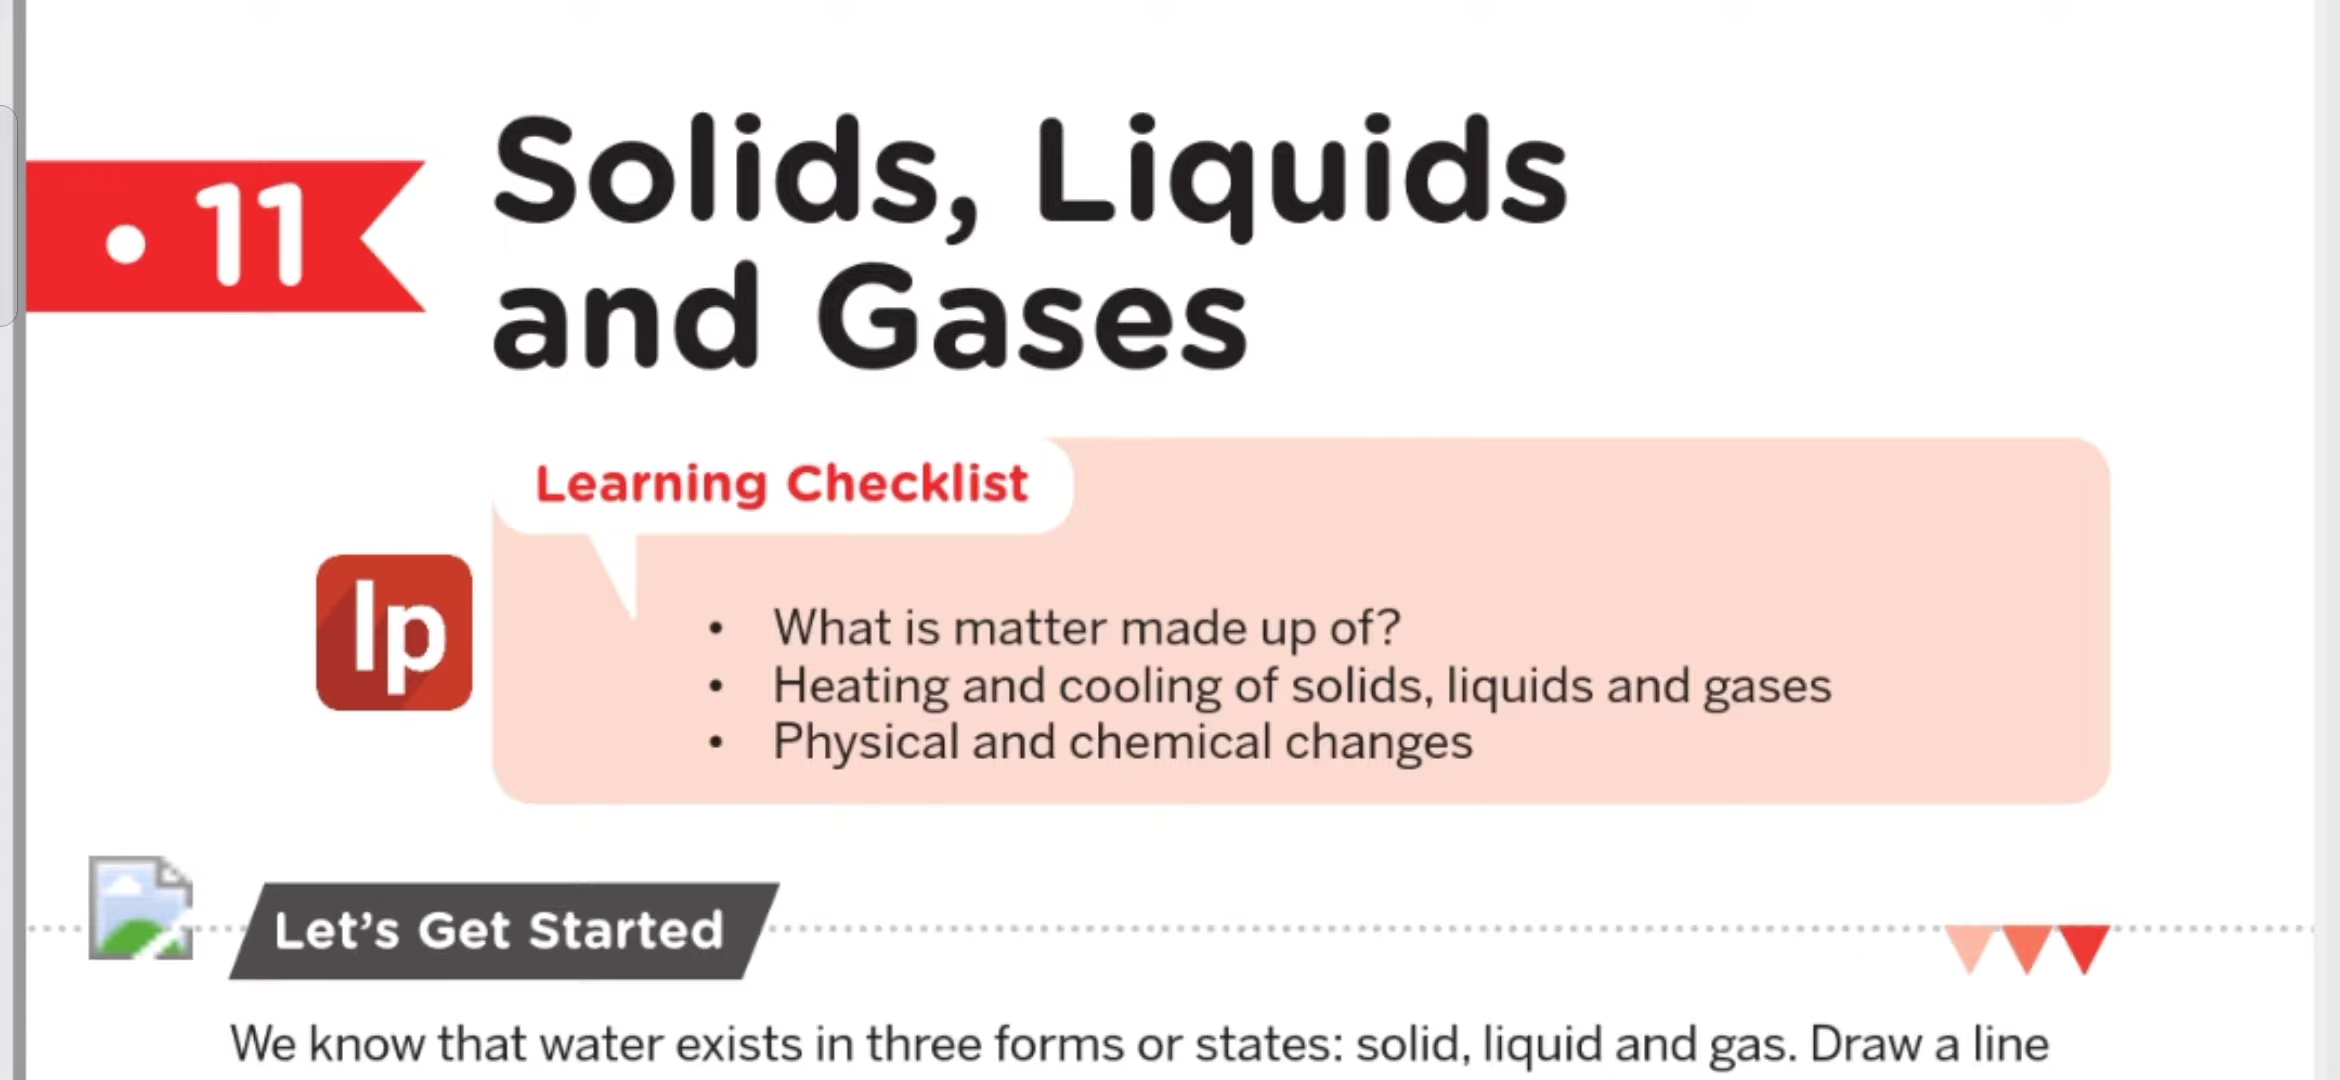 • 11
Solids, Liquids
and Gases
Learning Checklist
lp
• What is matter made up of?
• Heating and cooling of solids, liquids and gases
• Physical and chemical changes
Let's Get Started
We know that water exists in three forms or states: solid, liquid and gas. Draw a line